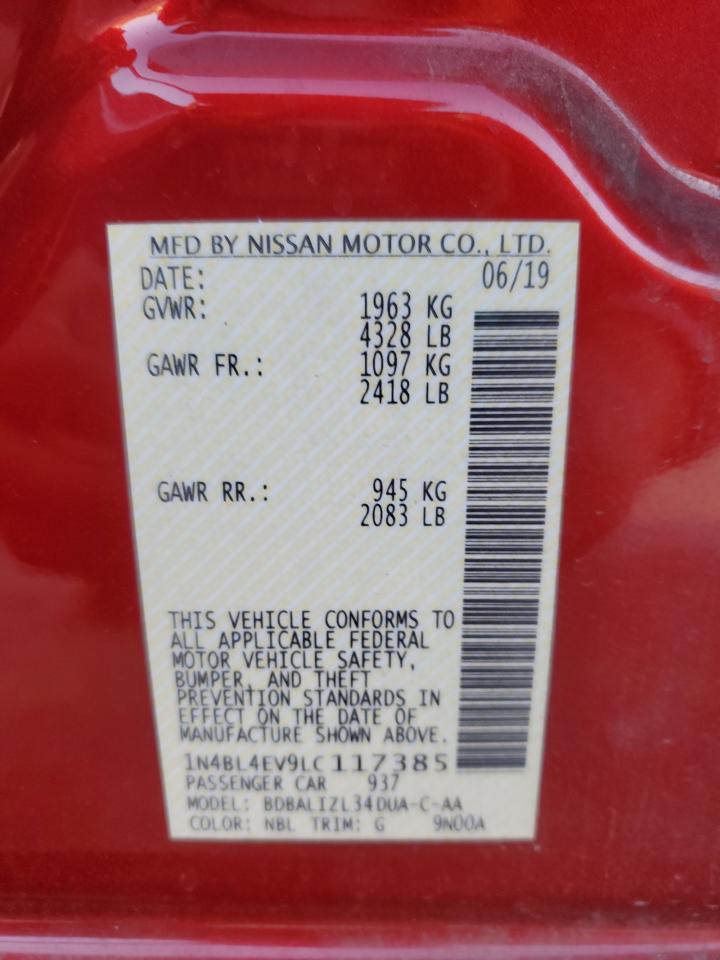 MFD BY NISSAN MOTOR CO., LTD.
DATE: 06/19
GVWR: 1963 KG
4328 LB
GAWR FR.: 1097 KG
2418 LB
GAWR RR.: 945 KG
2083 LB
THIS VEHICLE CONFORMS TO
ALL APPLICABLE FEDERAL
MOTOR VEHICLE SAFETY,
BUMPER, AND THEFT
PREVENTION STANDARDS IN
EFFECT ON THE DATE OF
MANUFACTURE SHOWN ABOVE.
1N4BL4EV9LC117385
PASSENGER CAR 937
MODEL: BDBALIZL34DUA-C-AA
COLOR: NBL TRIM: G 9N00A